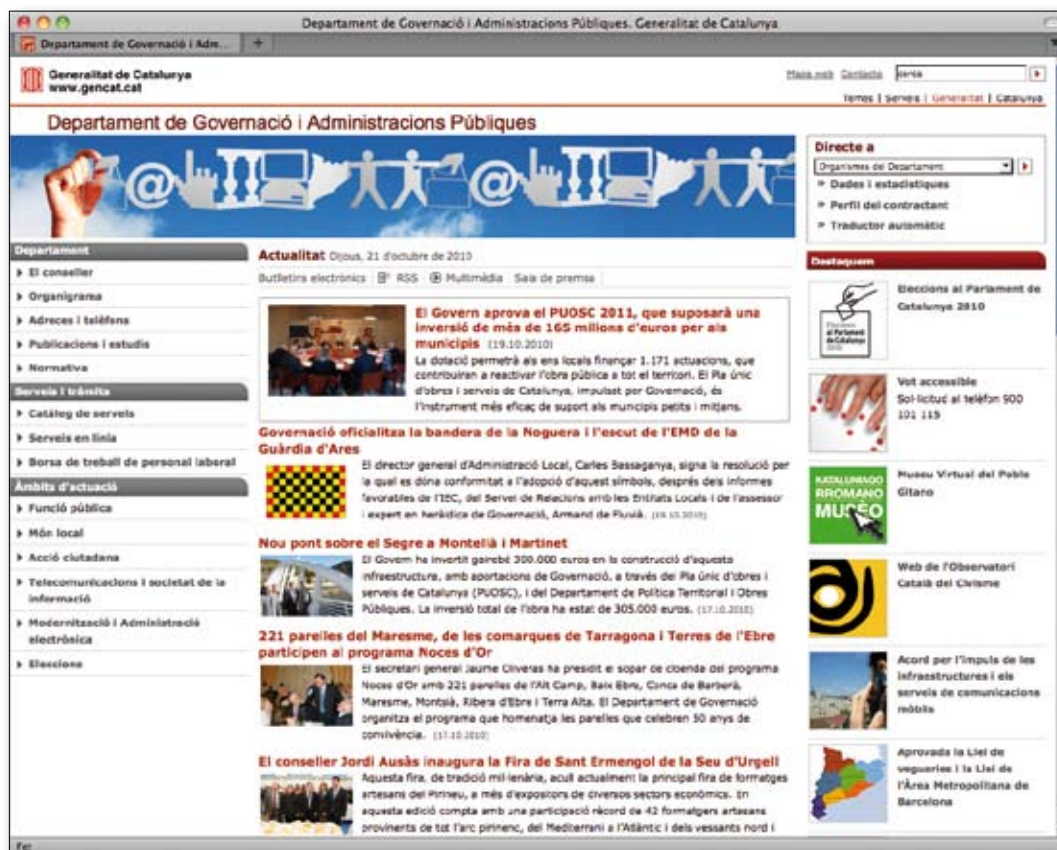 Departament de Governació i Administracions Públiques. Generalitat de Catalunya
Departament de Governació i Adm...
Generalitat de Catalunya
www.gencat.cat
Mapa web Contacte cerca
Temes | Serveis | Generalitat | Catalunya
Departament de Governació i Administracions Públiques
Directe a
Organismes del Departament
Dades i estadístiques
Perfil del contractant
Traductor automàtic
Departament
El conseller
Organigrama
Adreces i telèfons
Publicacions i estudis
Normativa
Serveis i tràmits
Catàleg de serveis
Serveis en línia
Borsa de treball de personal laboral
Àmbits d'actuació
Funció pública
Món local
Acció ciutadana
Telecomunicacions i societat de la
informació
Modernització i Administració
electrònica
Eleccions
Actualitat Dijous, 21 d'octubre de 2010
Butlletins electrònics RSS Multimèdia Sala de premsa
El Govern aprova el PUOSC 2011, que suposarà una
inversió de més de 165 milions d'euros per als
municipis (19.10.2010)
La dotació permetrà als ens locals finançar 1.171 actuacions, que
contribuiran a reactivar l'obra pública a tot el territori. El Pla únic
d'obres i serveis de Catalunya, impulsat per Governació, és
l'instrument més eficaç de suport als municipis petits i mitjans.
Governació oficialitza la bandera de la Noguera i l'escut de l'EMD de la
Guàrdia d'Ares
El director general d'Administració Local, Carles Bassaganya, signa la resolució per
la qual es dóna conformitat a l'adopció d'aquest símbols, després dels informes
favorables de l'IEC, del Servei de Relacions amb les Entitats Locals i de l'assessor
i expert en heràldica de Governació, Armand de Fluvià. (18.10.2010)
Nou pont sobre el Segre a Montellà i Martinet
El Govern ha invertit gairebé 300.000 euros en la construcció d'aquesta
infraestructura, amb aportacions de Governació, a través del Pla únic d'obres i
serveis de Catalunya (PUOSC), i del Departament de Política Territorial i Obres
Públiques. La inversió total de l'obra ha estat de 305.000 euros. (17.10.2010)
221 parelles del Maresme, de les comarques de Tarragona i Terres de l'Ebre
participen al programa Noces d'Or
El secretari general Jaume Oliveras ha presidit el sopar de cloenda del programa
Noces d'Or amb 221 parelles de l'Alt Camp, Baix Ebre, Conca de Barberà,
Maresme, Montsià, Ribera d'Ebre i Terra Alta. El Departament de Governació
organitza el programa que homenatja les parelles que celebren 50 anys de
convivència. (17.10.2010)
El conseller Jordi Ausàs inaugura la Fira de Sant Ermengol de la Seu d'Urgell
Aquesta fira, de tradició mil·lenària, acull actualment la principal fira de formatges
artesans del Pirineu, a més d'expositors de diversos sectors econòmics. En
aquesta edició compta amb una participació rècord de 42 formatgers artesans
provinents de tot l'arc pirinenc, del Mediterrani a l'Atlàntic i dels vessants nord i
Destaquem
Eleccions
al Parlament
de Catalunya
2010
Eleccions al Parlament de
Catalunya 2010
Vot accessible
Sol·licitud al telèfon 900
101 115
KATALUNIAGO
RROMANO
MUSÈO
Museu Virtual del Poble
Gitano
Web de l'Observatori
Català del Civisme
Acord per l'impuls de les
infraestructures i els
serveis de comunicacions
mòbils
Aprovada la Llei de
vegueries i la Llei de
l'Àrea Metropolitana de
Barcelona
Fet